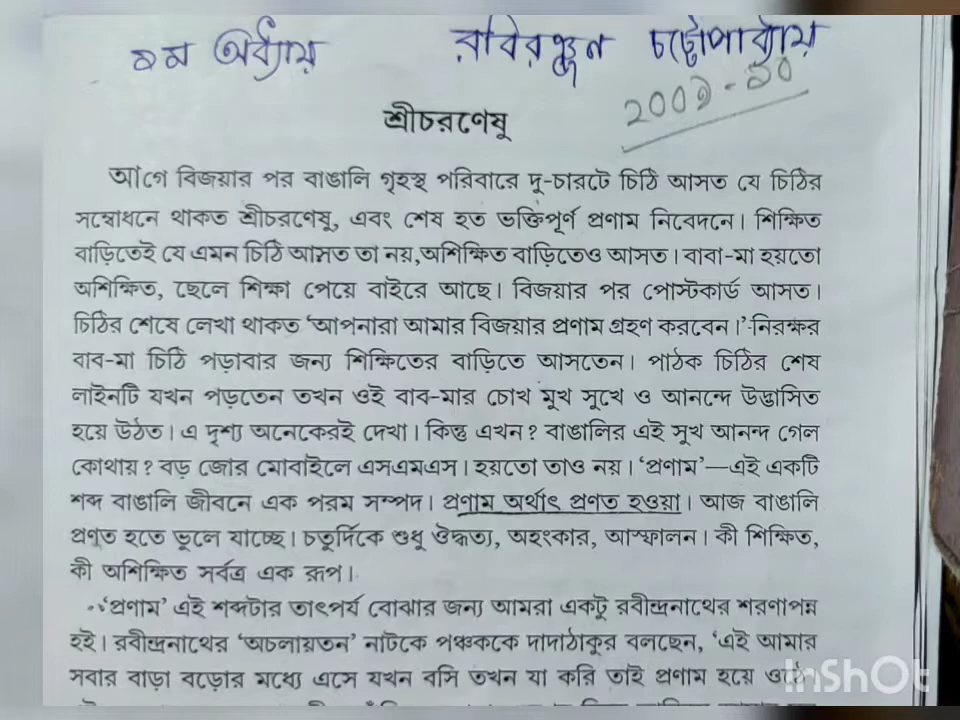 ৯ম অধ্যায়
রবিরঞ্জন চট্টোপাধ্যায়
2009-১০
শ্রীচরণেষু
আগে বিজয়ার পর বাঙালি গৃহস্থ পরিবারে দু-চারটে চিঠি আসত যে চিঠির
সম্বোধনে থাকত শ্রীচরণেষু, এবং শেষ হত ভক্তিপূর্ণ প্রণাম নিবেদনে। শিক্ষিত
বাড়িতেই যে এমন চিঠি আসত তা নয়, অশিক্ষিত বাড়িতেও আসত। বাবা-মা হয়তো
অশিক্ষিত, ছেলে শিক্ষা পেয়ে বাইরে আছে। বিজয়ার পর পোস্টকার্ড আসত।
চিঠির শেষে লেখা থাকত 'আপনারা আমার বিজয়ার প্রণাম গ্রহণ করবেন।' নিরক্ষর
বাব-মা চিঠি পড়াবার জন্য শিক্ষিতের বাড়িতে আসতেন। পাঠক চিঠির শেষ
লাইনটি যখন পড়তেন তখন ওই বাব-মার চোখ মুখ সুখে ও আনন্দে উদ্ভাসিত
হয়ে উঠত। এ দৃশ্য অনেকেরই দেখা। কিন্তু এখন? বাঙালির এই সুখ আনন্দ গেল
কোথায়? বড় জোর মোবাইলে এসএমএস। হয়তো তাও নয়। 'প্রণাম'—এই একটি
শব্দ বাঙালি জীবনে এক পরম সম্পদ। প্রণাম অর্থাৎ প্রণত হওয়া। আজ বাঙালি
প্রণত হতে ভুলে যাচ্ছে। চতুর্দিকে শুধু ঔদ্ধত্য, অহংকার, আস্ফালন। কী শিক্ষিত,
কী অশিক্ষিত সর্বত্র এক রূপ।
'প্রণাম' এই শব্দটার তাৎপর্য বোঝার জন্য আমরা একটু রবীন্দ্রনাথের শরণাপন্ন
হই। রবীন্দ্রনাথের 'অচলায়তন' নাটকে পঞ্চককে দাদাঠাকুর বলছেন, 'এই আমার
সবার বাড়া বড়োর মধ্যে এসে যখন বসি তখন যা করি তাই প্রণাম হয়ে ওঠে
InShOt